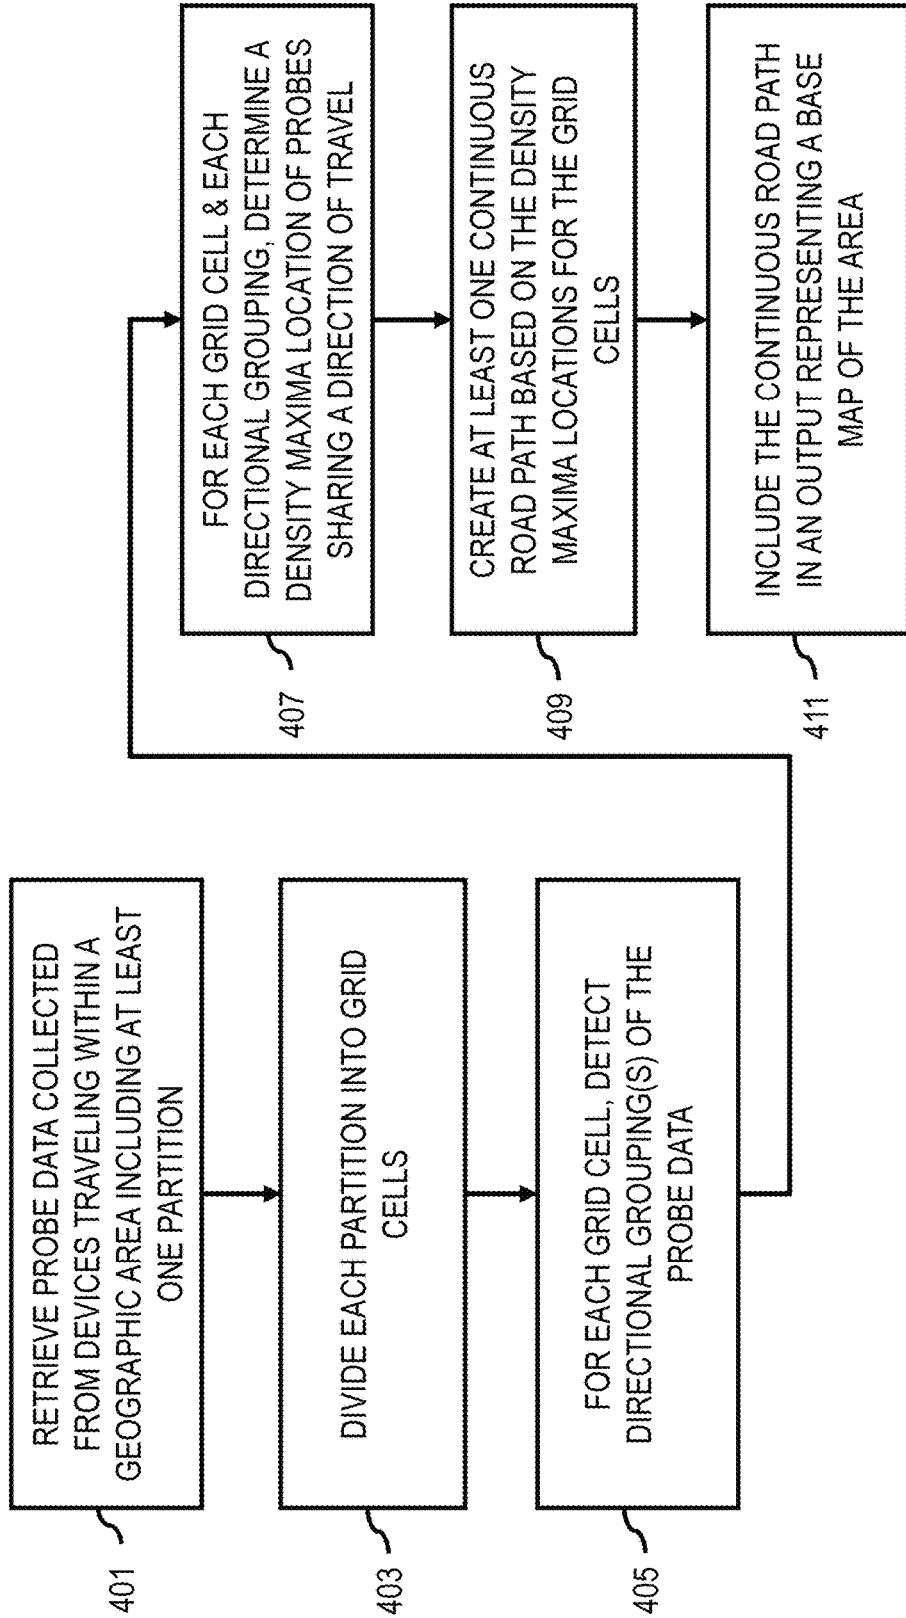 RETRIEVE PROBE DATA COLLECTED
FROM DEVICES TRAVELING WITHIN A
GEOGRAPHIC AREA INCLUDING AT LEAST
ONE PARTITION
401
DIVIDE EACH PARTITION INTO GRID
CELLS
403
FOR EACH GRID CELL, DETECT
DIRECTIONAL GROUPING(S) OF THE
PROBE DATA
405
FOR EACH GRID CELL & EACH
DIRECTIONAL GROUPING, DETERMINE A
DENSITY MAXIMA LOCATION OF PROBES
SHARING A DIRECTION OF TRAVEL
407
CREATE AT LEAST ONE CONTINUOUS
ROAD PATH BASED ON THE DENSITY
MAXIMA LOCATIONS FOR THE GRID
CELLS
409
INCLUDE THE CONTINUOUS ROAD PATH
IN AN OUTPUT REPRESENTING A BASE
MAP OF THE AREA
411